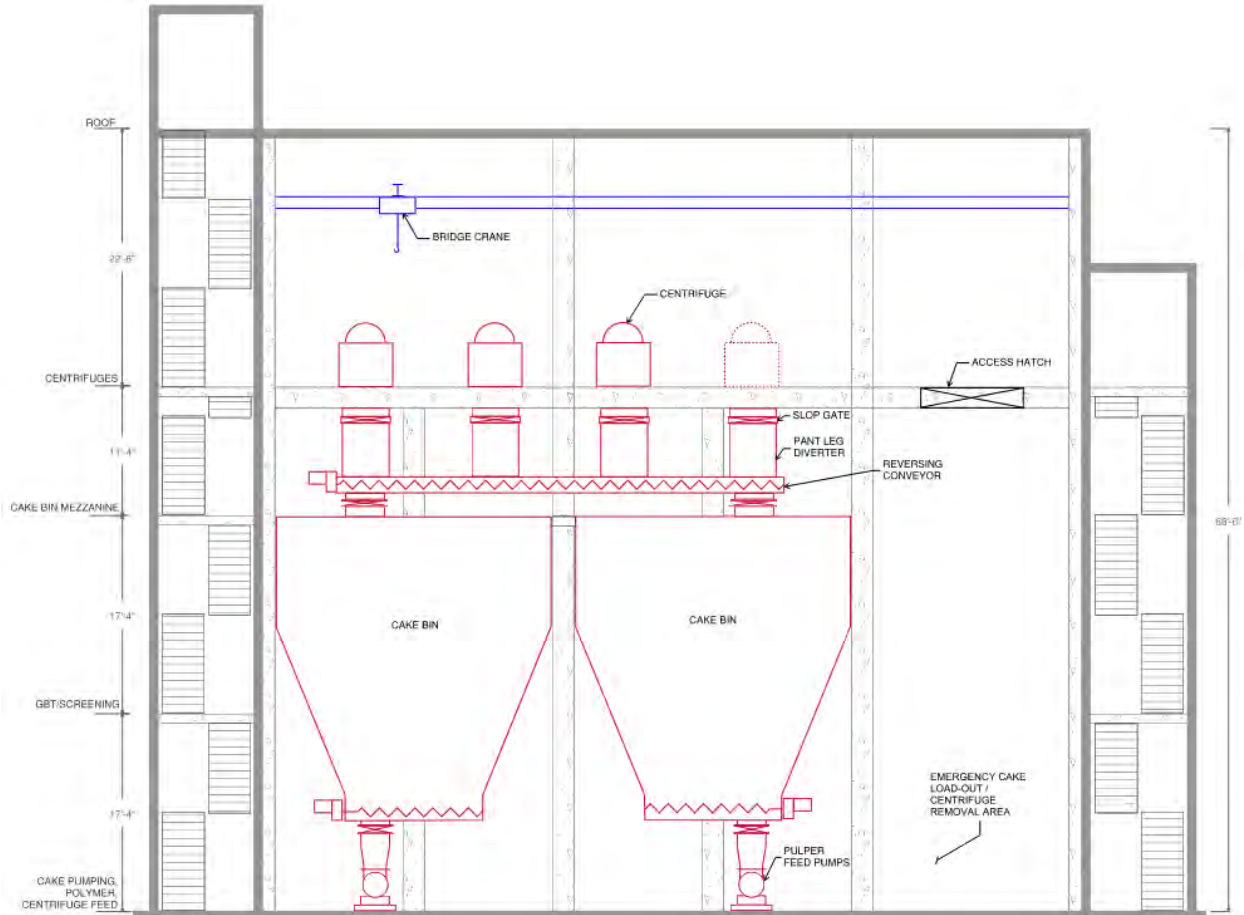 ROOF
BRIDGE CRANE
22'-8"
CENTRIFUGE
CENTRIFUGES
ACCESS HATCH
SLOP GATE
PANT LEG
DIVERTER
11'-4"
REVERSING
CONVEYOR
CAKE BIN MEZZANINE
68'-8"
17'-4"
CAKE BIN
CAKE BIN
GBT/SCREENING
EMERGENCY CAKE
LOAD-OUT /
CENTRIFUGE
REMOVAL AREA
17'-4"
PULPER
FEED PUMPS
CAKE PUMPING,
POLYMER,
CENTRIFUGE FEED